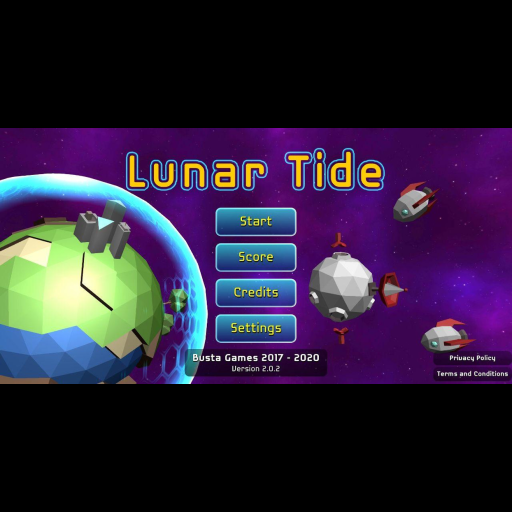 Lunar Tide
Start
Score
Credits
Settings
Busta Games 2017 - 2020
Version 2.0.2
Privacy Policy
Terms and Conditions